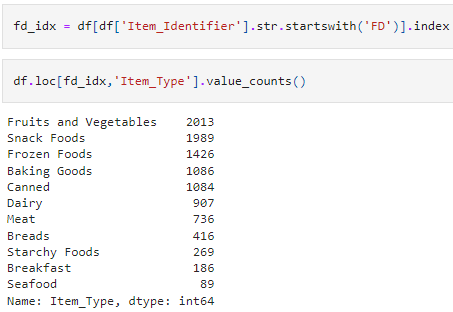 fd_idx = df[df['Item_Identifier'].str.startswith('FD')].index
df.loc[fd_idx,'Item_Type'].value_counts()
Fruits and Vegetables    2013
Snack Foods              1989
Frozen Foods             1426
Baking Goods             1086
Canned                   1084
Dairy                     907
Meat                      736
Breads                    416
Starchy Foods             269
Breakfast                 186
Seafood                    89
Name: Item_Type, dtype: int64